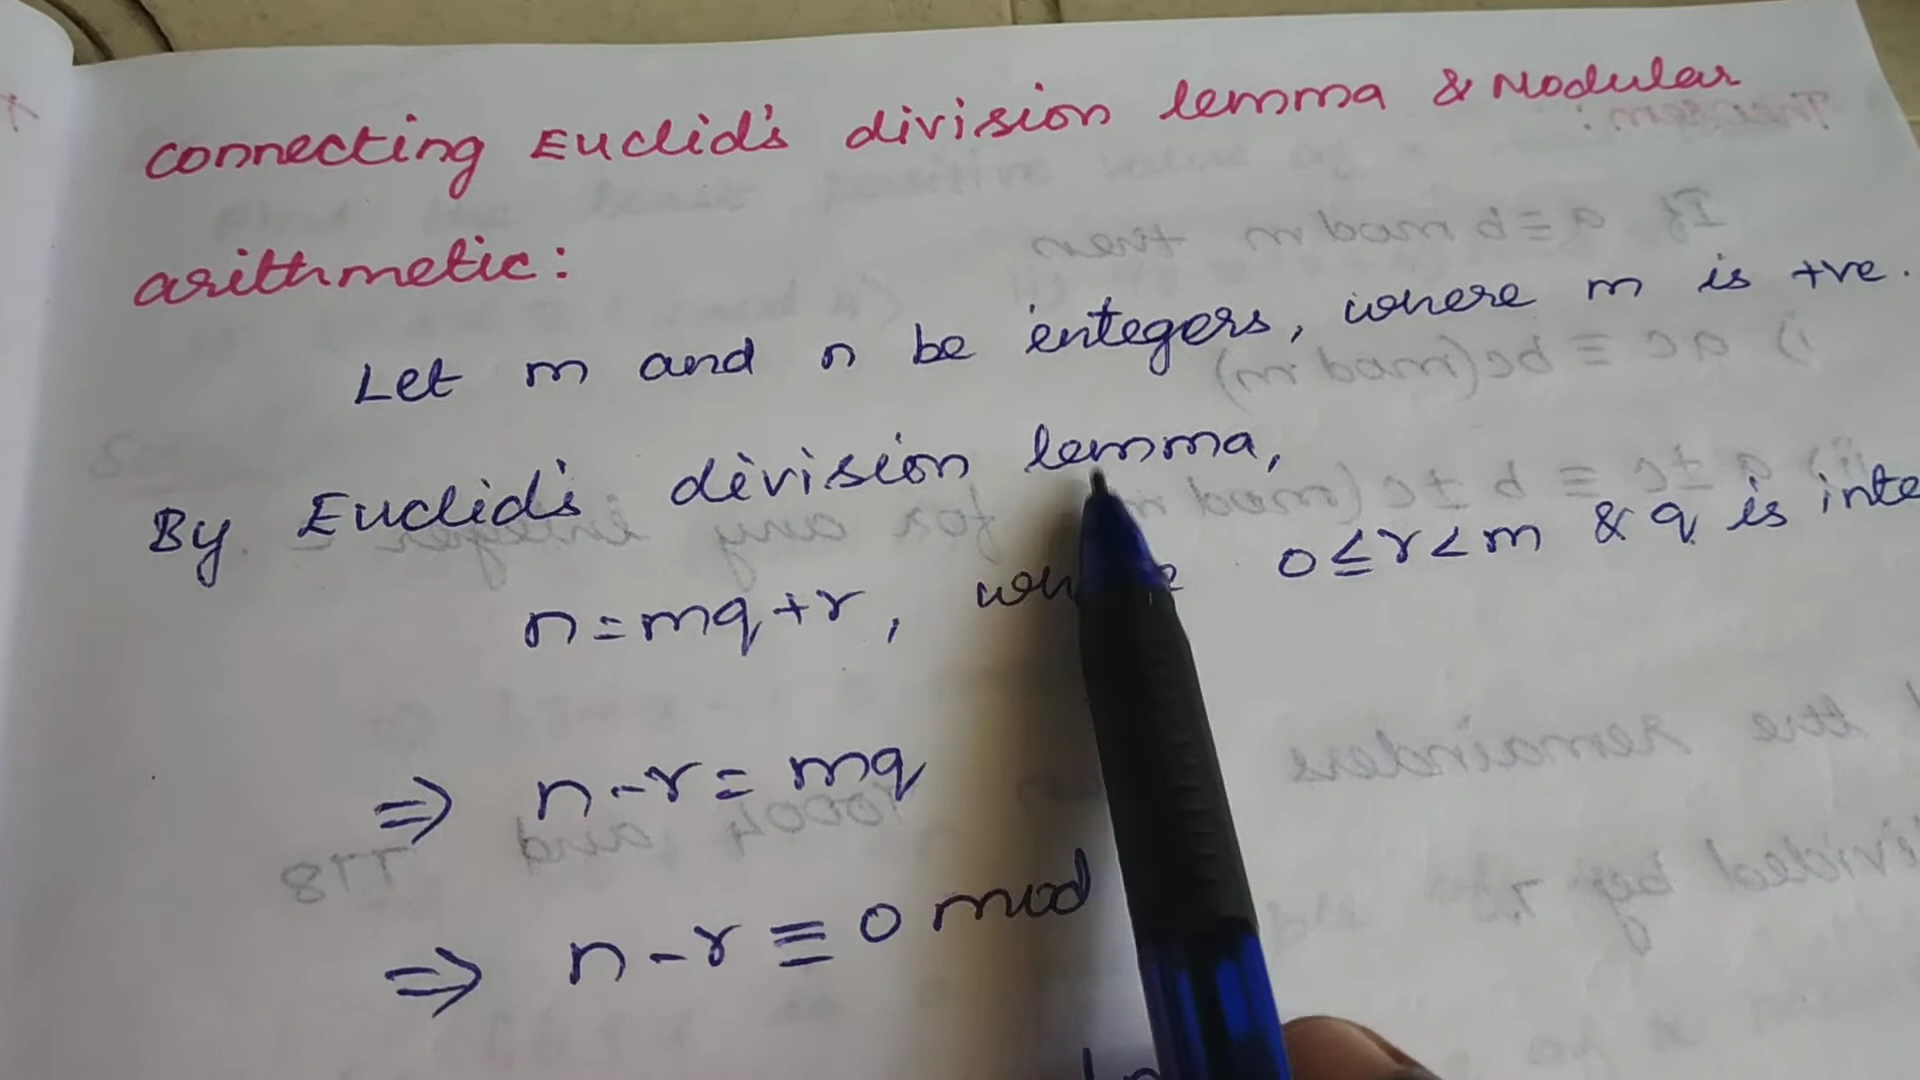 connecting Euclid's division lemma & Modular
arithmetic:
Let m and n be integers, where m is +ve.
By Euclid's division lemma,
n=mq+r, where 0≤r<m & q is inte
⇒ n-r=mq
⇒ n-r≡0 mod